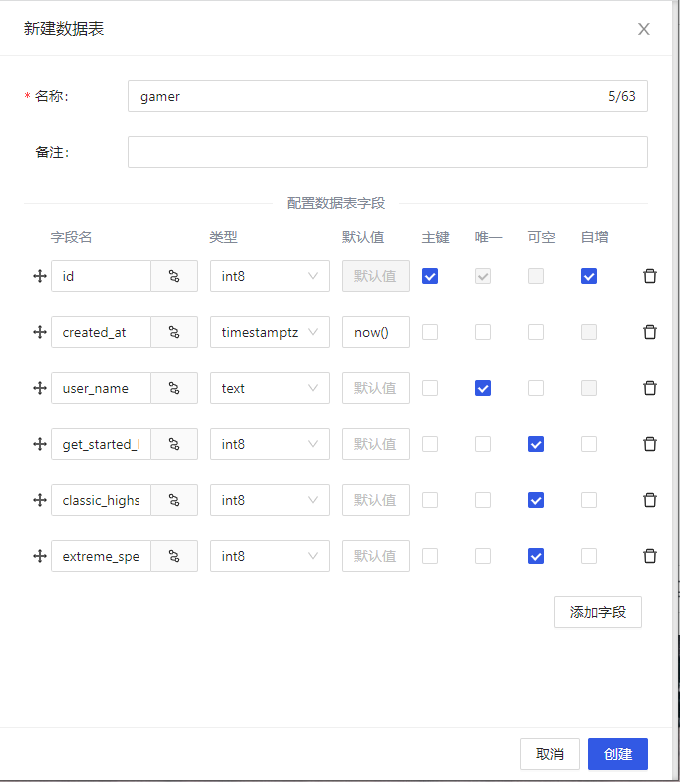 新建数据表
* 名称:
gamer 5/63
备注:
配置数据表字段
字段名 类型 默认值 主键 唯一 可空 自增
id int8 默认值
created_at timestamptz now()
user_name text 默认值
get_started_ int8 默认值
classic_highs int8 默认值
extreme_spe int8 默认值
添加字段
取消 创建